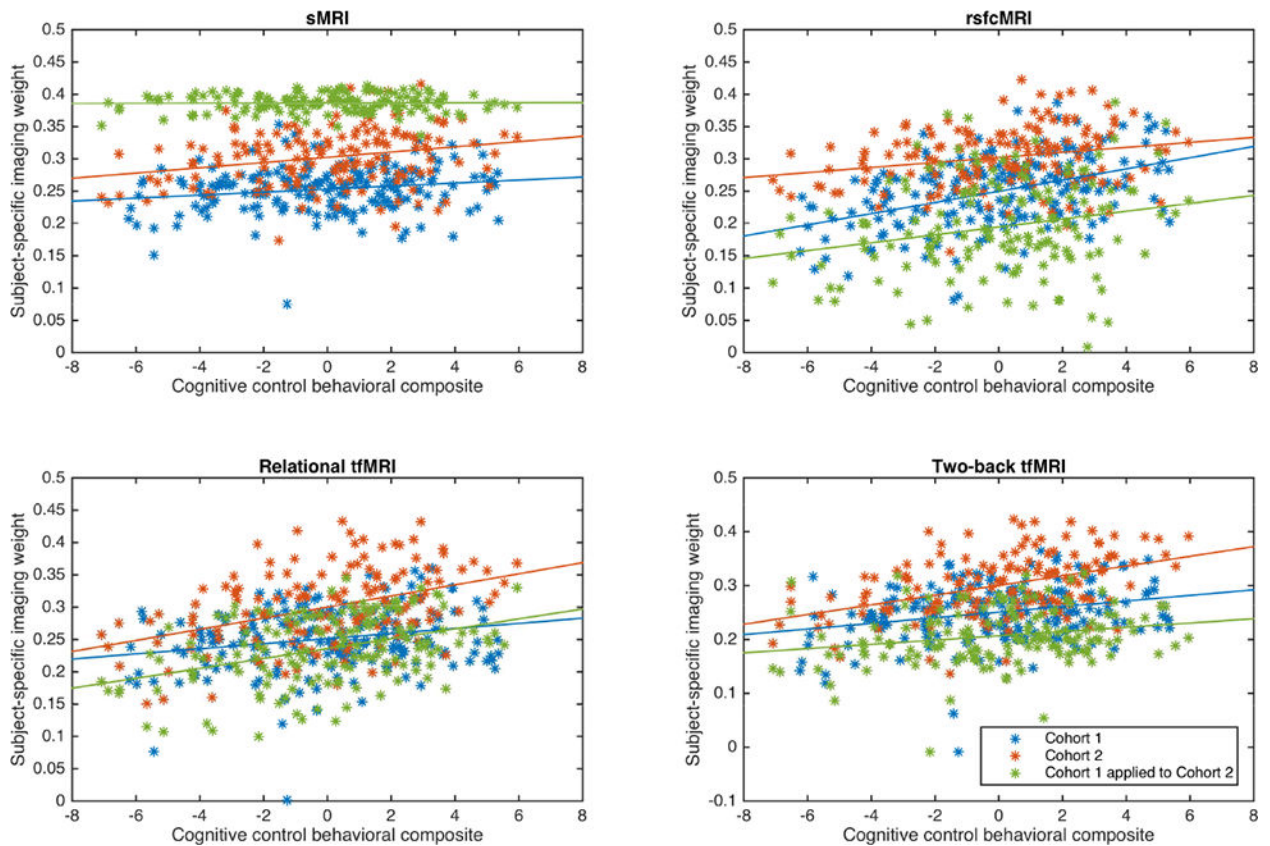 sMRI
0.5
0.45
0.4
0.35
0.3
0.25
0.2
0.15
0.1
0.05
0
-8 -6 -4 -2 0 2 4 6 8
Subject-specific imaging weight
Cognitive control behavioral composite
rsfcMRI
0.5
0.45
0.4
0.35
0.3
0.25
0.2
0.15
0.1
0.05
0
-8 -6 -4 -2 0 2 4 6 8
Subject-specific imaging weight
Cognitive control behavioral composite
Relational tfMRI
0.5
0.45
0.4
0.35
0.3
0.25
0.2
0.15
0.1
0.05
0
-8 -6 -4 -2 0 2 4 6 8
Subject-specific imaging weight
Cognitive control behavioral composite
Two-back tfMRI
0.5
0.4
0.3
0.2
0.1
0
-0.1
-8 -6 -4 -2 0 2 4 6 8
Subject-specific imaging weight
Cognitive control behavioral composite
Cohort 1
Cohort 2
Cohort 1 applied to Cohort 2